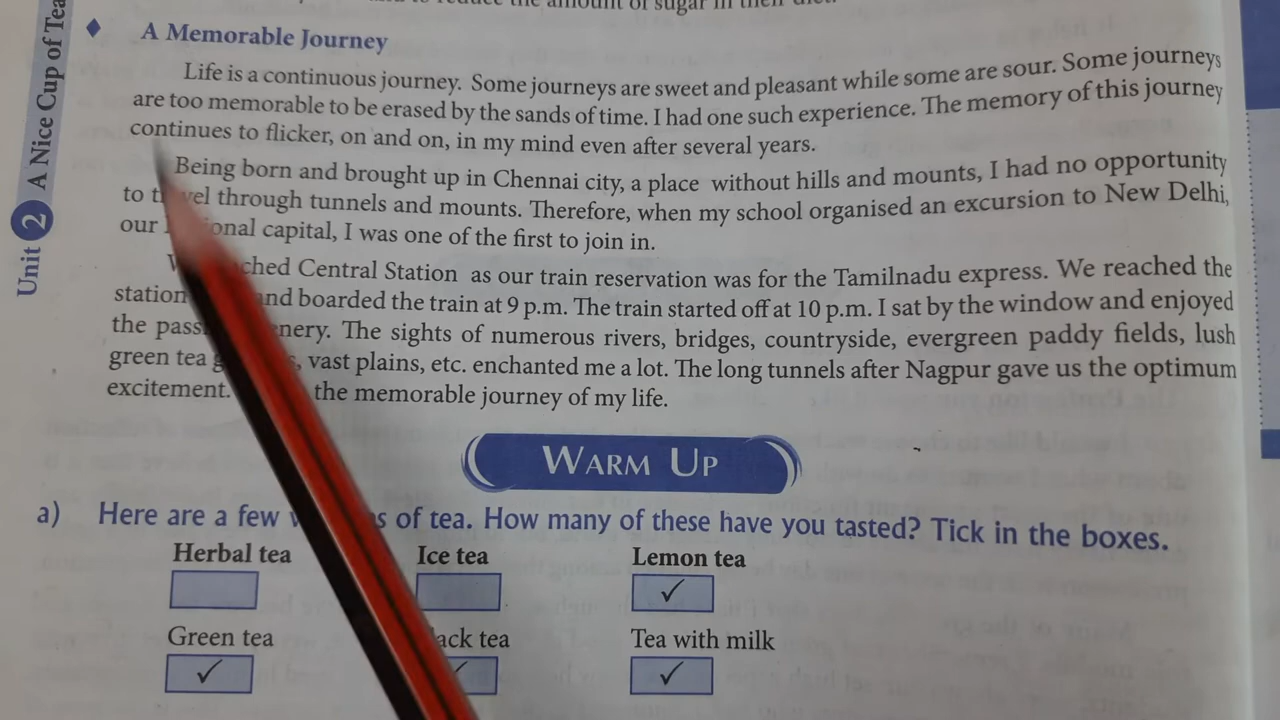 Unit 2 A Nice Cup of Tea
to reduce the amount of sugar in their
A Memorable Journey
Life is a continuous journey. Some journeys are sweet and pleasant while some are sour. Some journeys
are too memorable to be erased by the sands of time. I had one such experience. The memory of this journey
continues to flicker, on and on, in my mind even after several years.
Being born and brought up in Chennai city, a place without hills and mounts, I had no opportunity
to through tunnels and mounts. Therefore, when my school organised an excursion to New Delhi,
our capital, I was one of the first to join in.
Central Station as our train reservation was for the Tamilnadu express. We reached the
station and boarded the train at 9 p.m. The train started off at 10 p.m. I sat by the window and enjoyed
the The sights of numerous rivers, bridges, countryside, evergreen paddy fields, lush
green tea vast plains, etc. enchanted me a lot. The long tunnels after Nagpur gave us the optimum
excitement. the memorable journey of my life.
WARM UP
a) Here are a few of tea. How many of these have you tasted? Tick in the boxes.
Herbal tea Ice tea Lemon tea
✓
Green tea tea Tea with milk
✓ ✓